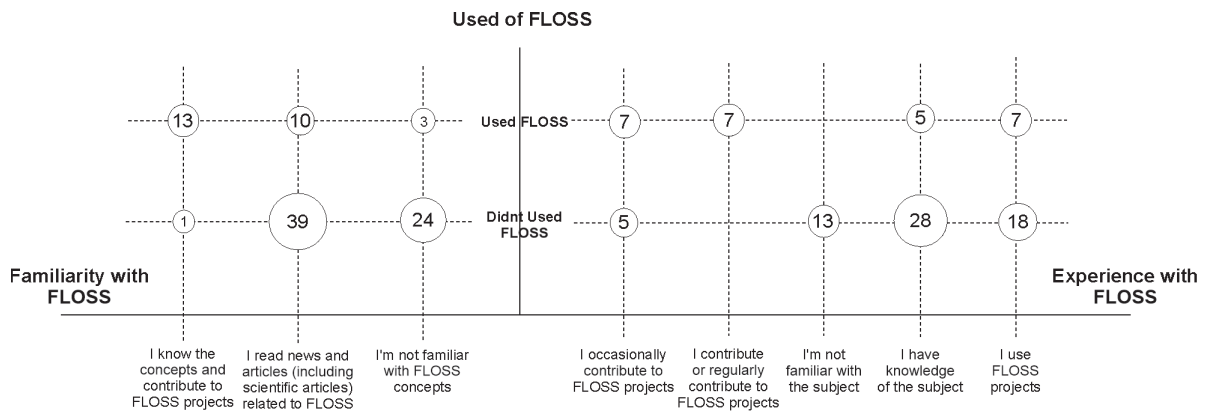 Used of FLOSS
13
10
3
Used FLOSS
7
7
5
7
1
39
24
Didnt Used
FLOSS
5
13
28
18
Familiarity with
FLOSS
Experience with
FLOSS
I know the
concepts and
contribute to
FLOSS projects
I read news and
articles (including
scientific articles)
related to FLOSS
I'm not familiar
with FLOSS
concepts
I occasionally
contribute to
FLOSS projects
I contribute
or regularly
contribute to
FLOSS projects
I'm not
familiar with
the subject
I have
knowledge
of the subject
I use
FLOSS
projects